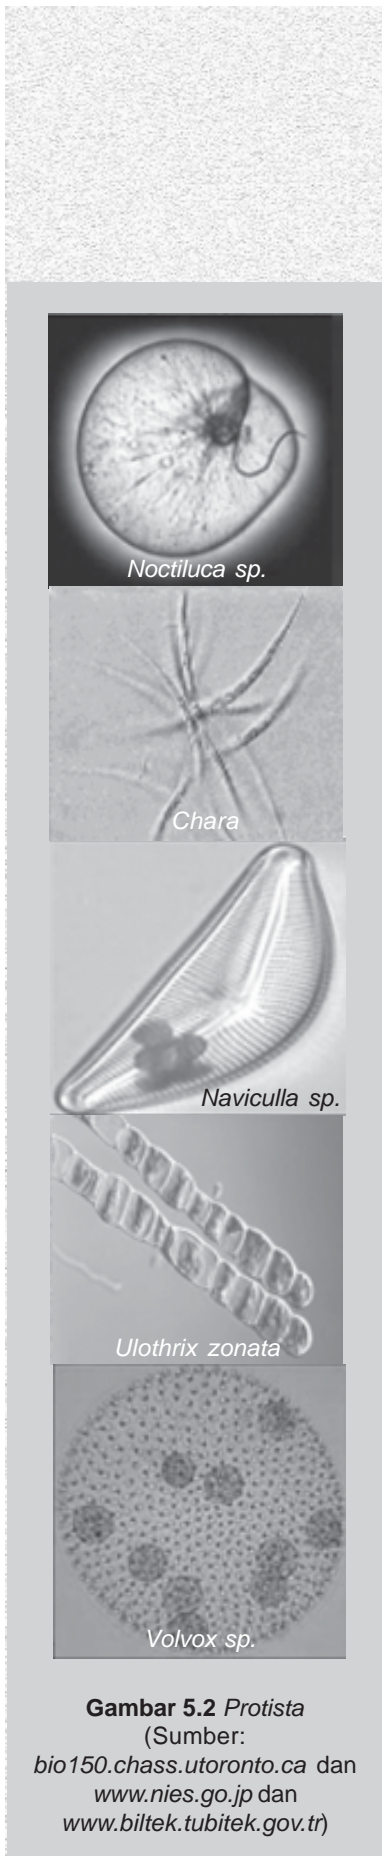 Noctiluca sp.
Chara
Naviculla sp.
Ulothrix zonata
Volvox sp.
Gambar 5.2 Protista
(Sumber:
bio150.chass.utoronto.ca dan
www.nies.go.jp dan
www.biltek.tubitek.gov.tr)